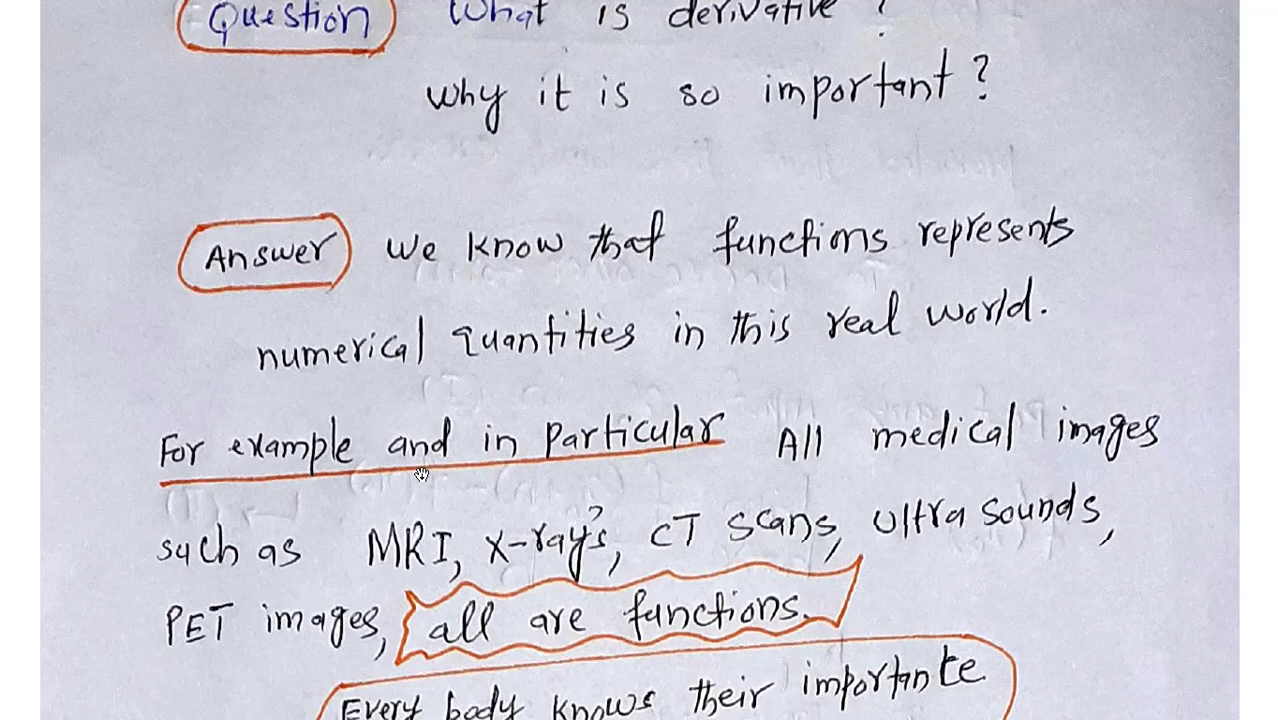 Question What is derivative ?
why it is so important ?
Answer We know that functions represents
numerical quantities in this real world.
For example and in particular All medical images
such as MRI, X-ray's, CT scans, Ultra sounds,
PET images, all are functions.
Every body knows their importante